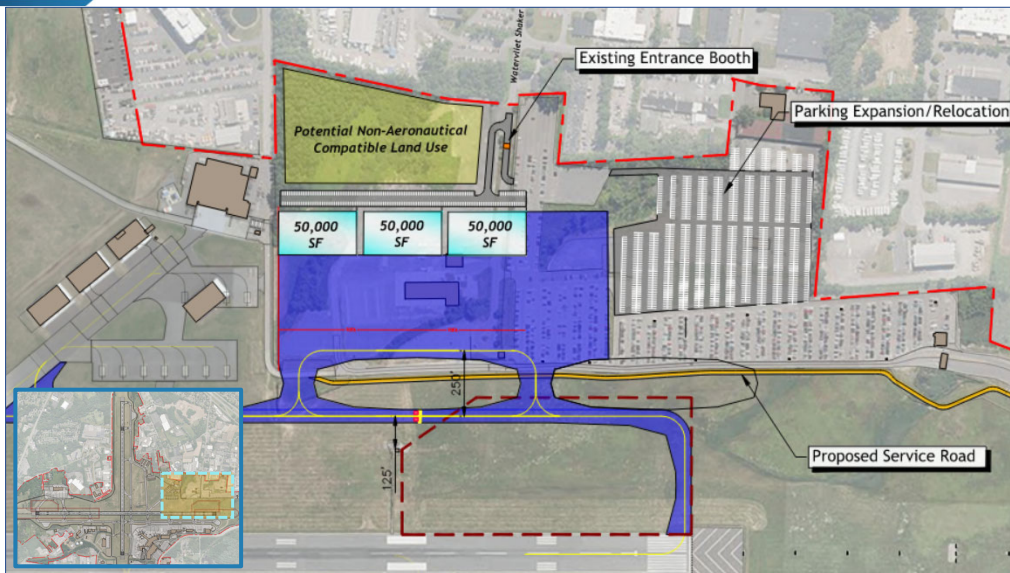 Watervliet Shaker
Existing Entrance Booth
Parking Expansion/Relocation
Potential Non-Aeronautical
Compatible Land Use
50,000
SF
50,000
SF
50,000
SF
250'
125'
Proposed Service Road